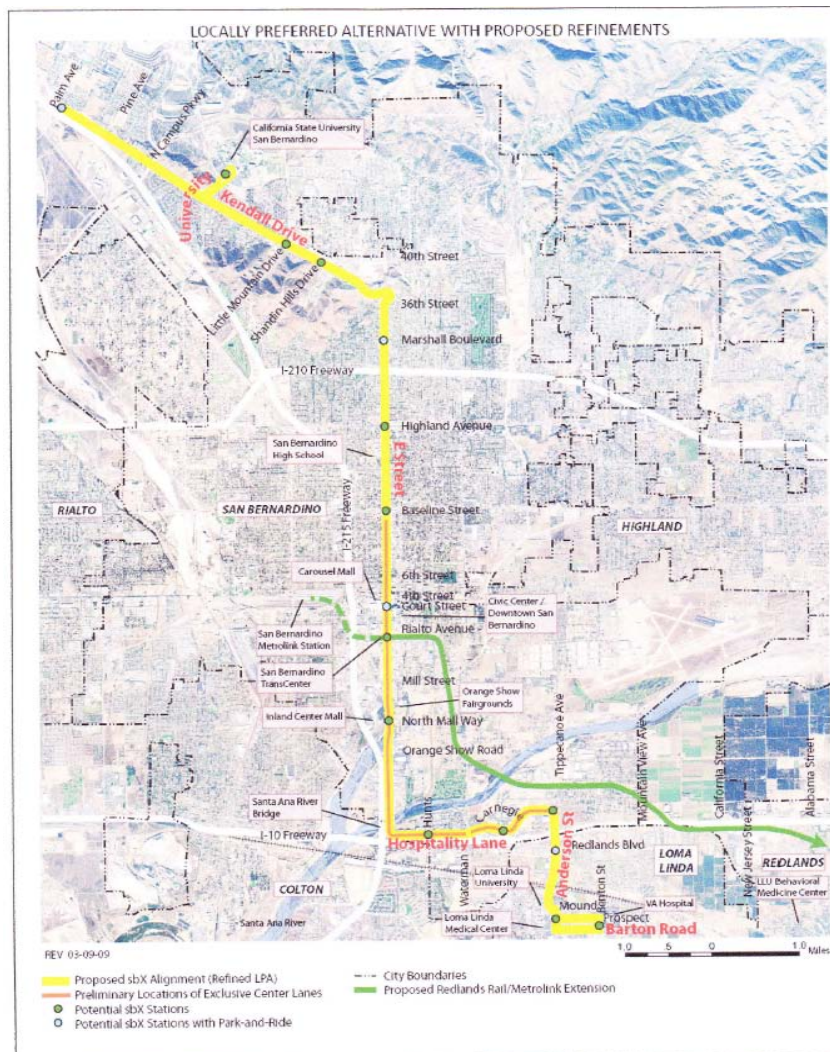 LOCALLY PREFERRED ALTERNATIVE WITH PROPOSED REFINEMENTS
Palm Ave
Pine Ave
N Campus Pkwy
California State University
San Bernardino
University
Kendall Drive
Little Mountain Drive
Shandin Hills Drive
40th Street
36th Street
Marshall Boulevard
I-210 Freeway
Highland Avenue
San Bernardino
High School
E Street
I-215 Freeway
RIALTO
SAN BERNARDINO
HIGHLAND
Baseline Street
6th Street
Carousel Mall
4th Street
Court Street
Civic Center /
Downtown San
Bernardino
San Bernardino
Metrolink Station
Rialto Avenue
San Bernardino
TransCenter
Mill Street
Orange Show
Fairgrounds
Inland Center Mall
North Mall Way
Orange Show Road
Tippecanoe Ave
Mountain View Ave
California Street
New Jersey Street
Alabama Street
Santa Ana River
Bridge
I-10 Freeway
Hunts
Carnegie
Hospitality Lane
Waterman
Anderson St
Redlands Blvd
LOMA
LINDA
REDLANDS
COLTON
Loma Linda
University
Benton St
VA Hospital
LLU Behavioral
Medicine Center
Mound
Prospect
Loma Linda
Medical Center
Barton Road
Santa Ana River
REV 03-09-09
1.0 .5 0 1.0
Miles
Proposed sbX Alignment (Refined LPA)
Preliminary Locations of Exclusive Center Lanes
Potential sbX Stations
Potential sbX Stations with Park-and-Ride
City Boundaries
Proposed Redlands Rail/Metrolink Extension